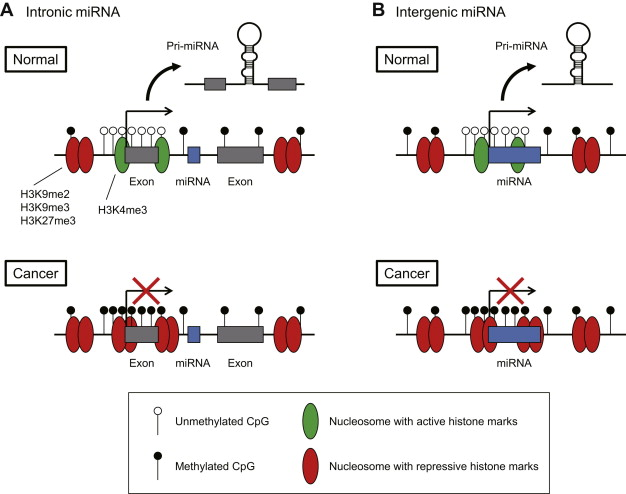 A Intronic miRNA
Normal
Pri-miRNA
Exon miRNA Exon
H3K9me2
H3K9me3
H3K27me3
H3K4me3
Cancer
Exon miRNA Exon
B Intergenic miRNA
Normal
Pri-miRNA
miRNA
Cancer
miRNA
Unmethylated CpG
Nucleosome with active histone marks
Methylated CpG
Nucleosome with repressive histone marks